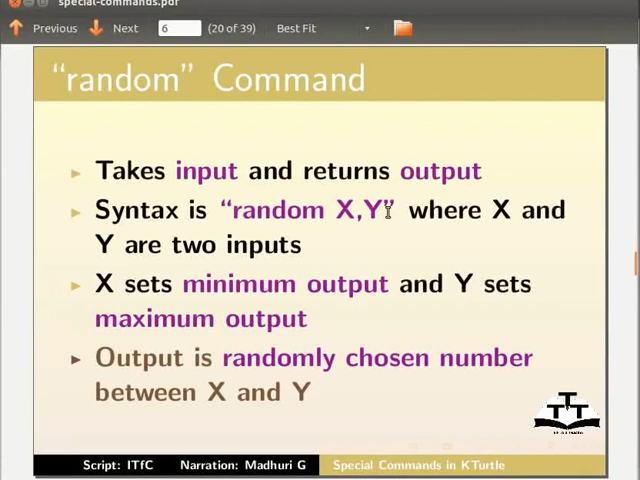 special-commands.pdf
Previous Next 6 (20 of 39) Best Fit
“random” Command
Takes input and returns output
Syntax is “random X,Y” where X and
Y are two inputs
X sets minimum output and Y sets
maximum output
Output is randomly chosen number
between X and Y
TTT
Script: ITfC Narration: Madhuri G Special Commands in KTurtle